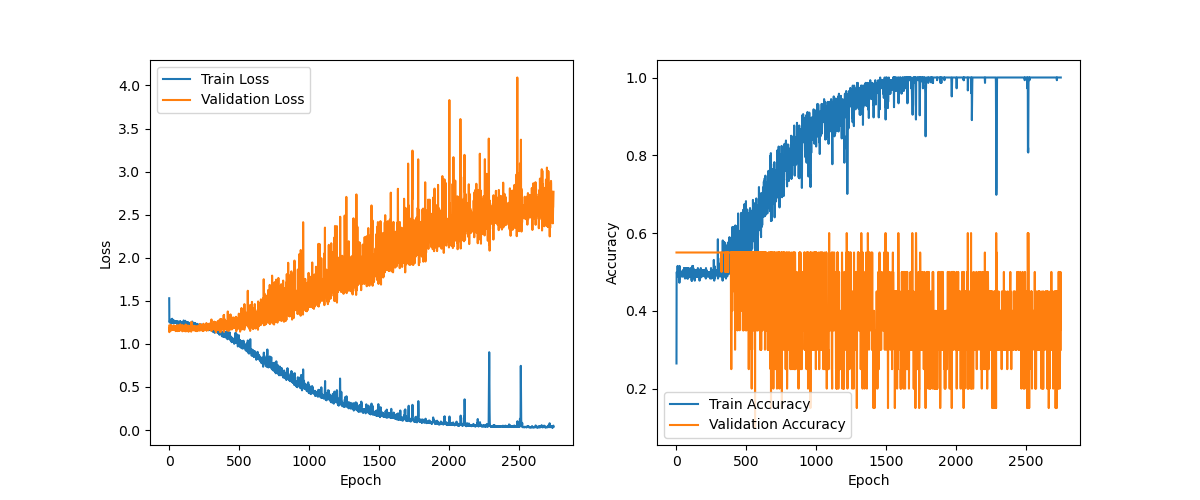 Train Loss
Validation Loss
4.0
3.5
3.0
2.5
2.0
1.5
1.0
0.5
0.0
0 500 1000 1500 2000 2500
Epoch
Loss
1.0
0.8
0.6
0.4
0.2
Train Accuracy
Validation Accuracy
0 500 1000 1500 2000 2500
Epoch
Accuracy